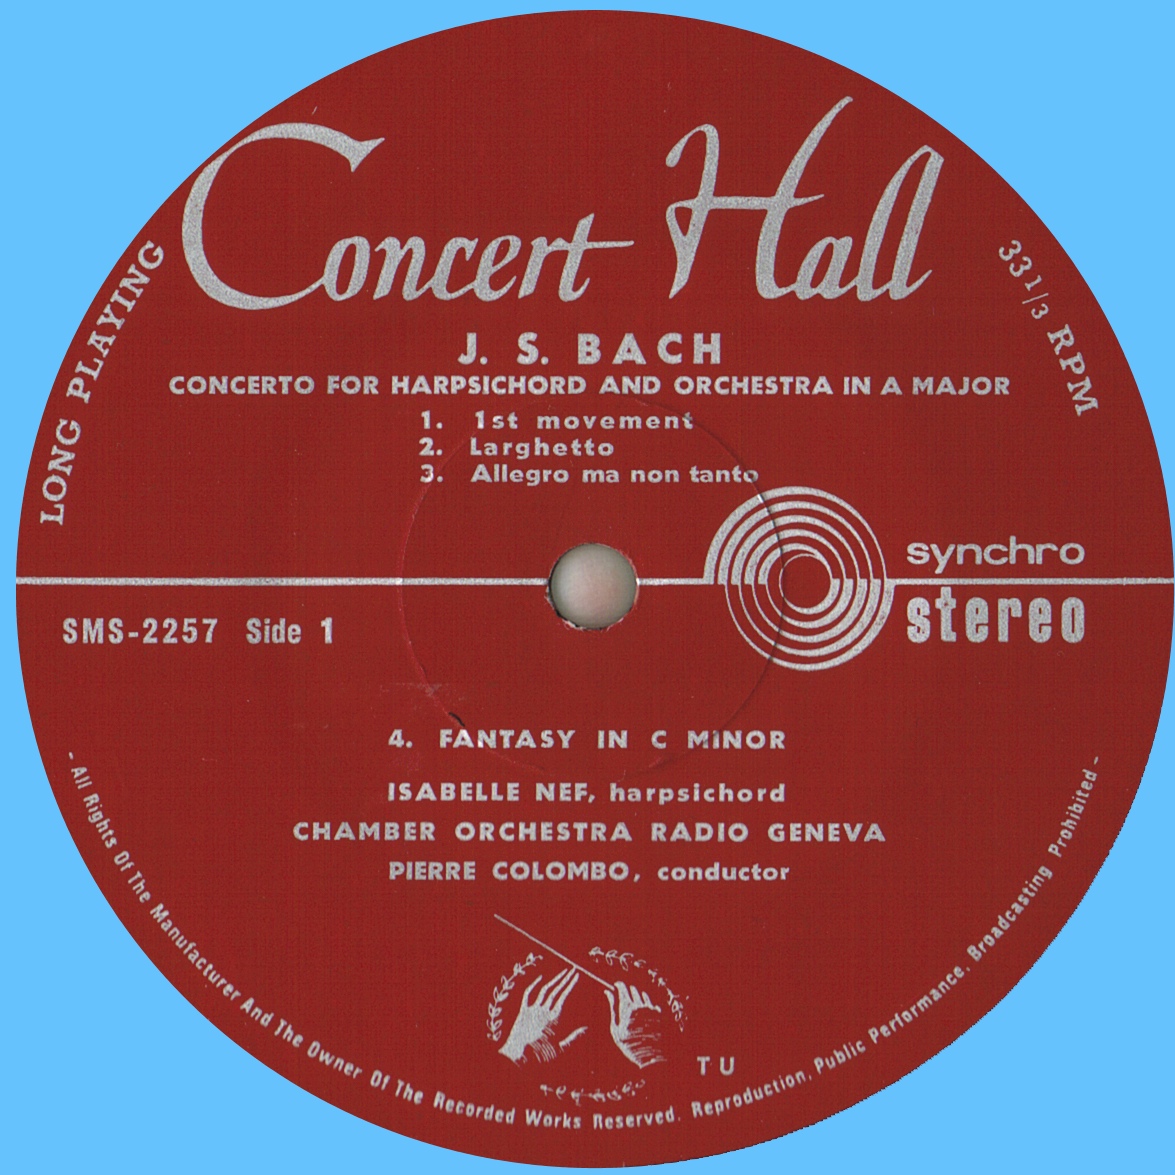 Concert Hall
LONG PLAYING
33 1/3 RPM
J. S. BACH
CONCERTO FOR HARPSICHORD AND ORCHESTRA IN A MAJOR
1. 1st movement
2. Larghetto
3. Allegro ma non tanto
synchro
stereo
SMS-2257 Side 1
4. FANTASY IN C MINOR
ISABELLE NEF, harpsichord
CHAMBER ORCHESTRA RADIO GENEVA
PIERRE COLOMBO, conductor
TU
- All Rights Of The Manufacturer And The Owner Of The Recorded Works Reserved. Reproduction, Public Performance, Broadcasting Prohibited -